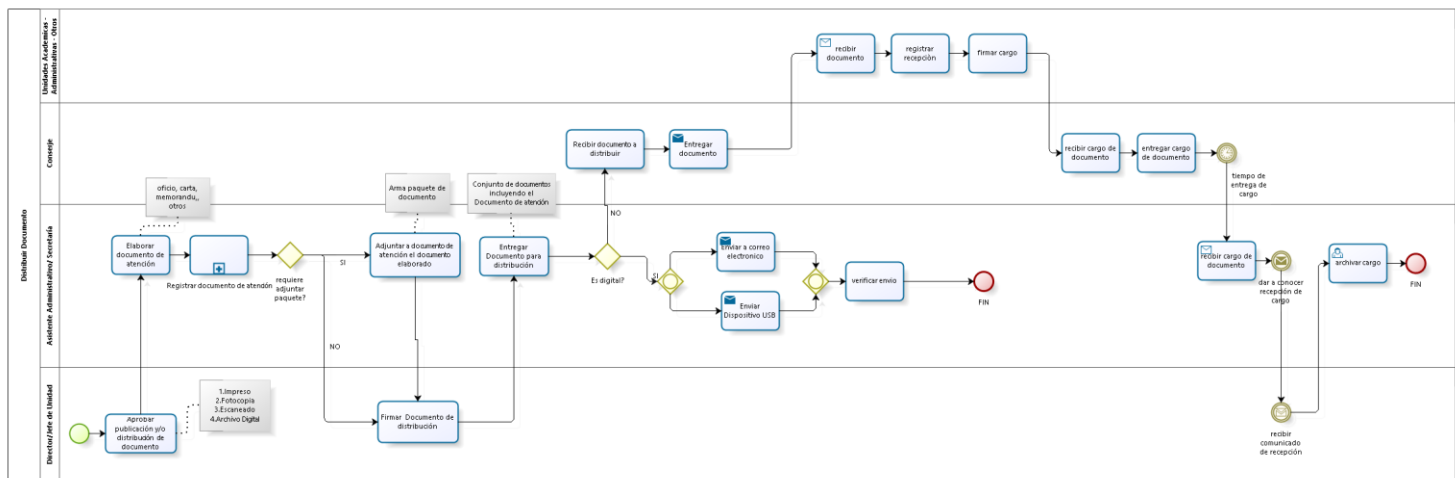 Distribuir Documento
Unidades Academicas -
Administrativas - Otros
recibir
documento
registrar
recepción
firmar cargo
Conserje
Recibir documento a
distribuir
Entregar
documento
recibir cargo de
documento
entregar cargo
de documento
tiempo de
entrega de
cargo
Asistente Administrativo/ Secretaría
oficio, carta,
memorandu,,
otros
Arma paquete de
documento
Conjunto de documentos
incluyendo el
Documento de atención
Elaborar
documento de
atención
Registrar documento de atención
requiere
adjuntar
paquete?
SI
NO
Adjuntar a documento de
atención el documento
elaborado
Entregar
Documento para
distribución
Es digital?
NO
SI
Enviar a correo
electronico
Enviar
Dispositivo USB
verificar envio
FIN
recibir cargo de
documento
dar a conocer
recepción de
cargo
archivar cargo
FIN
Director/Jefe de Unidad
Aprobar
publicación y/o
distribución de
documento
1.Impreso
2.Fotocopia
3.Escaneado
4.Archivo Digital
Firmar Documento de
distribución
recibir
comunicado
de recepción